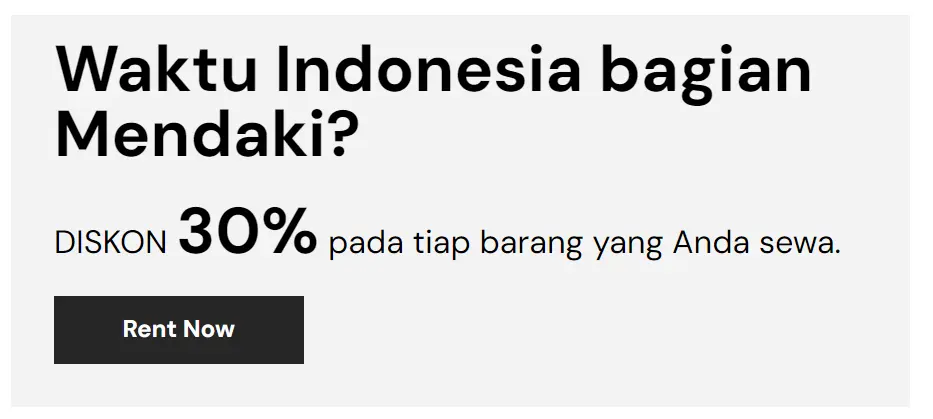 Waktu Indonesia bagian
Mendaki?
DISKON 30% pada tiap barang yang Anda sewa.
Rent Now